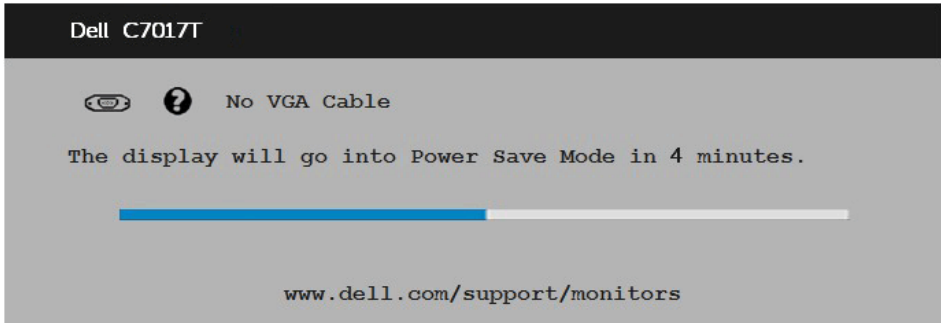 Dell C7017T
No VGA Cable
The display will go into Power Save Mode in 4 minutes.
www.dell.com/support/monitors